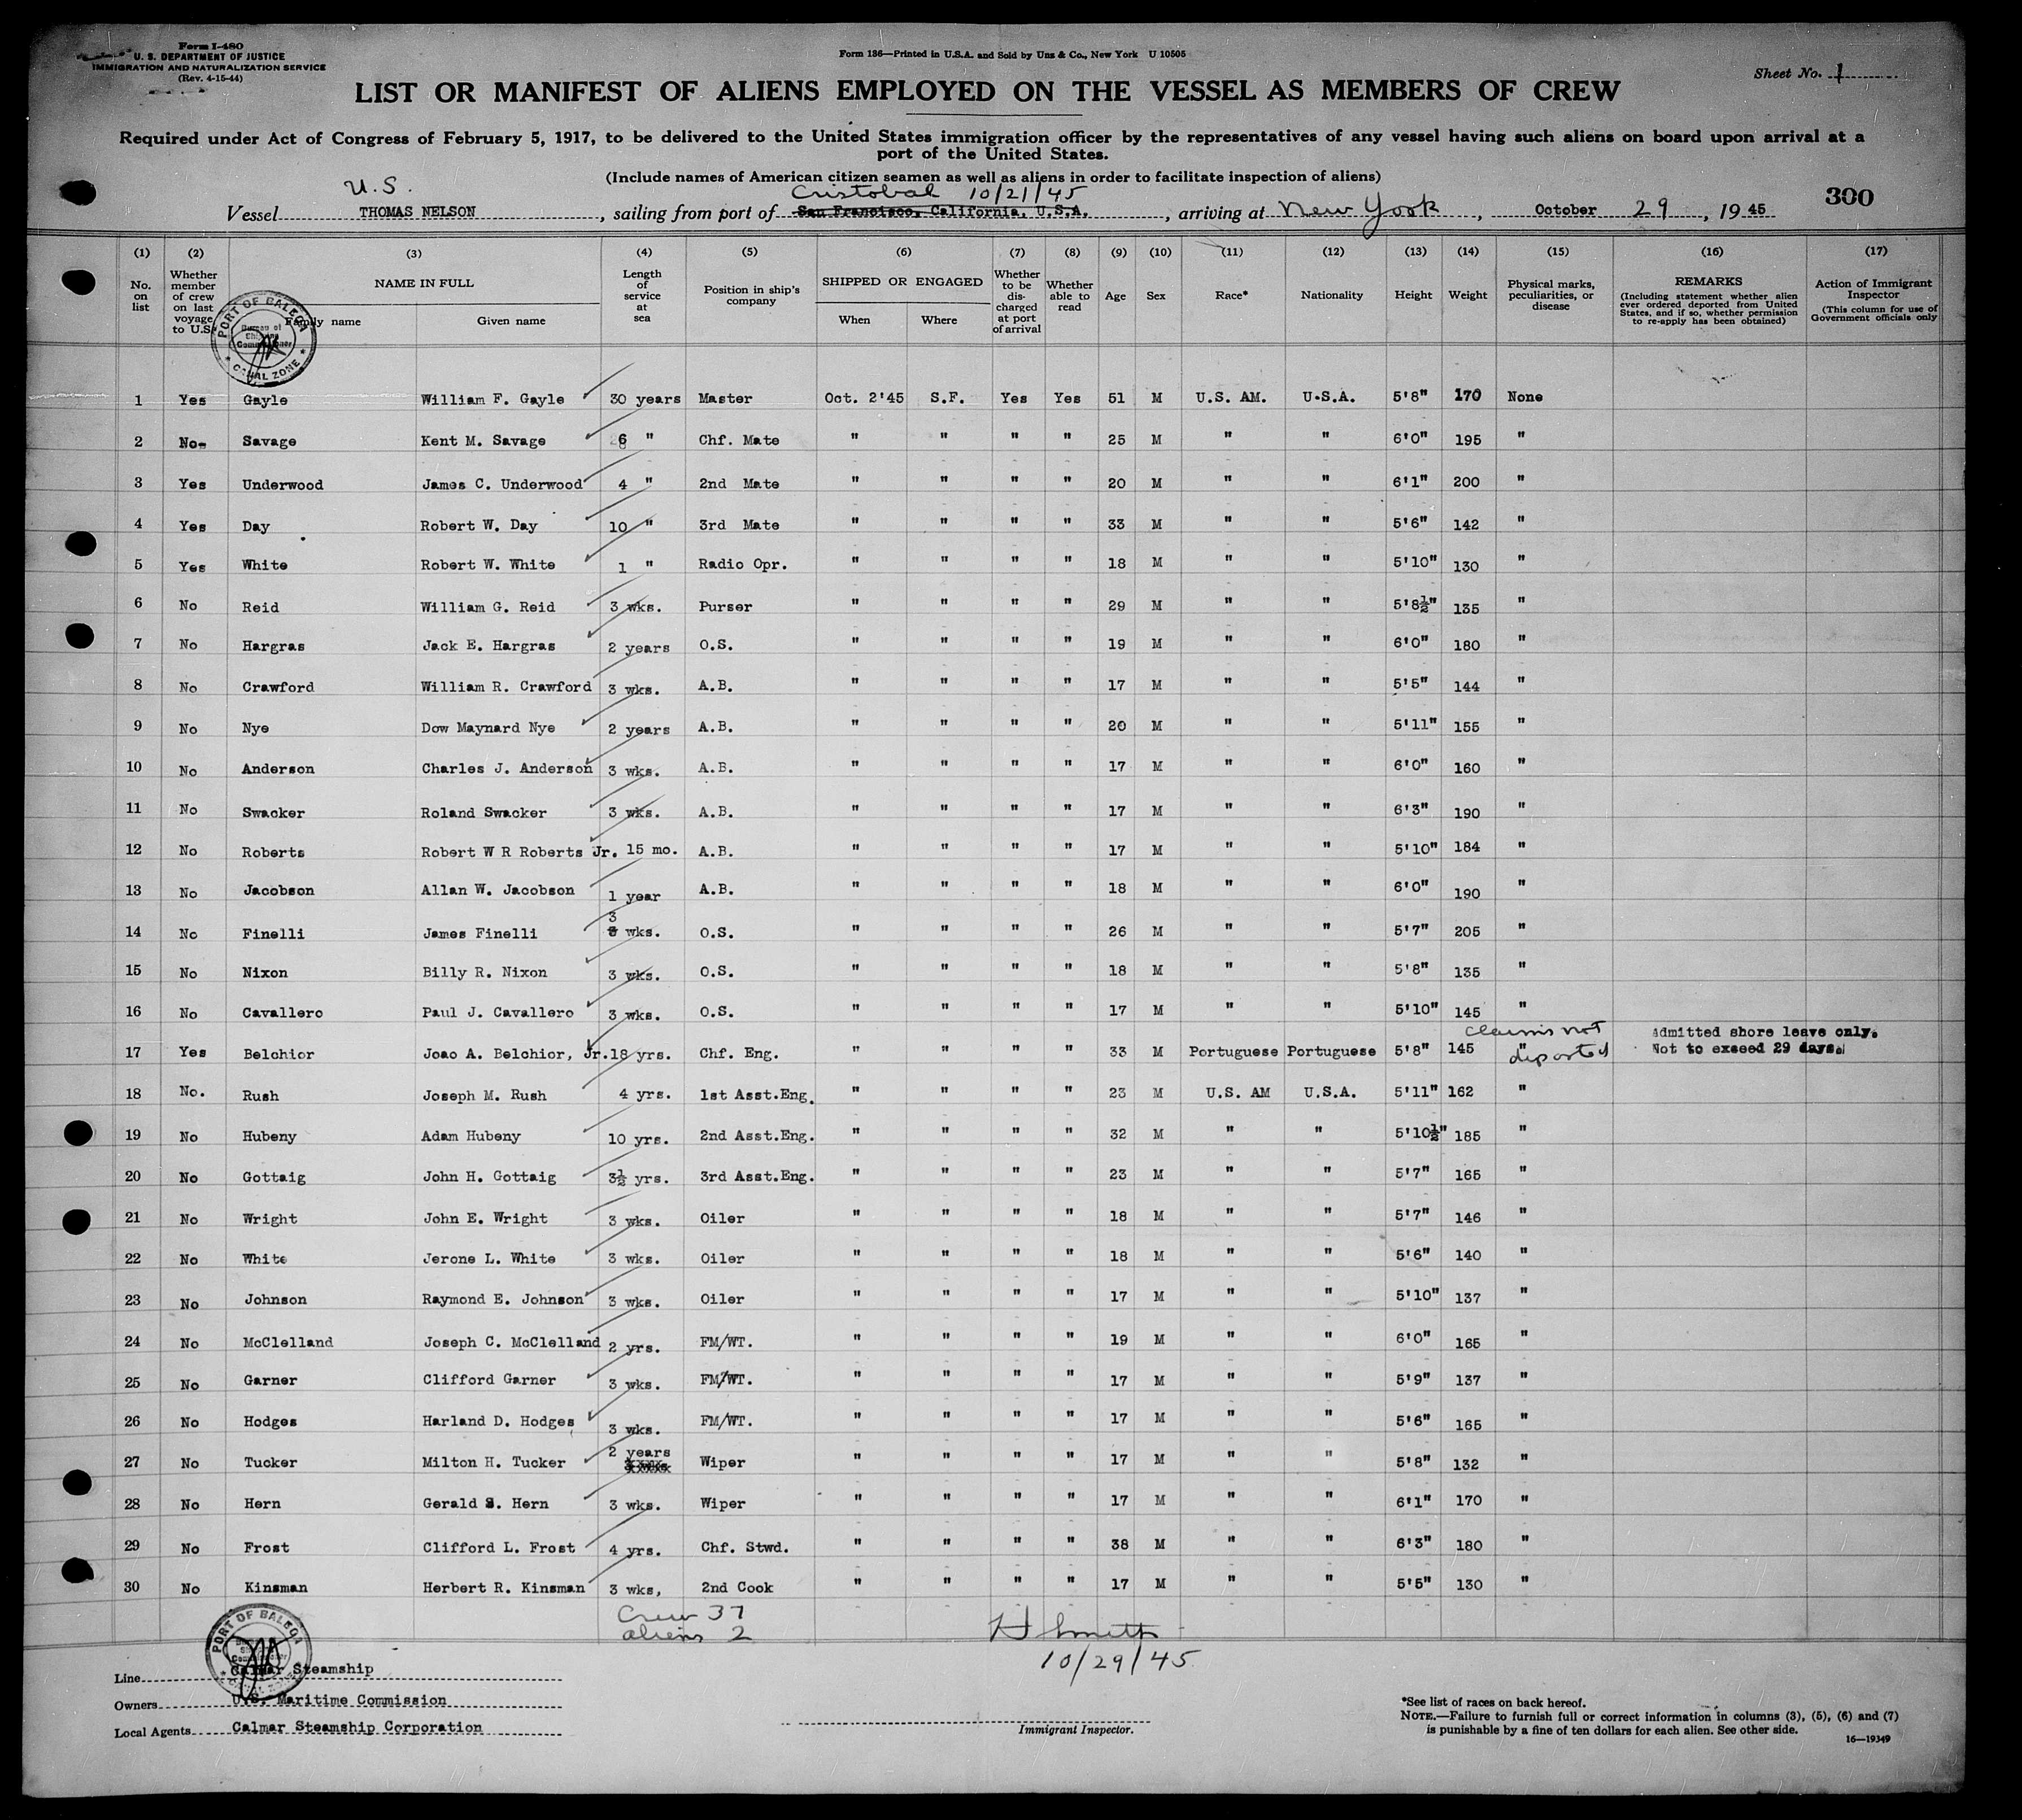 Form I-480
U. S. DEPARTMENT OF JUSTICE
IMMIGRATION AND NATURALIZATION SERVICE
(Rev. 4-15-44)
Form 136—Printed in U.S.A. and Sold by Unz & Co., New York U 10505
Sheet No. 1
LIST OR MANIFEST OF ALIENS EMPLOYED ON THE VESSEL AS MEMBERS OF CREW
Required under Act of Congress of February 5, 1917, to be delivered to the United States immigration officer by the representatives of any vessel having such aliens on board upon arrival at a
port of the United States.
(Include names of American citizen seamen as well as aliens in order to facilitate inspection of aliens)
U.S. Cristobal 10/21/45
Vessel THOMAS NELSON, sailing from port of San Francisco, California, U.S.A., arriving at New York, October 29, 1945
300
(1) No. on list
(2) Whether member of crew on last voyage to U.S.
(3) NAME IN FULL Family name Given name
(4) Length of service at sea
(5) Position in ship's company
(6) SHIPPED OR ENGAGED When Where
(7) Whether to be discharged at port of arrival
(8) Whether able to read
(9) Age
(10) Sex
(11) Race*
(12) Nationality
(13) Height
(14) Weight
(15) Physical marks, peculiarities, or disease
(16) REMARKS (Including statement whether alien ever ordered deported from United States, and if so, whether permission to re-apply has been obtained)
(17) Action of Immigrant Inspector (This column for use of Government officials only
PORT OF BALBOA CANAL ZONE
1 Yes Gayle William F. Gayle 30 years Master Oct. 2'45 S.F. Yes Yes 51 M U.S. AM. U.S.A. 5'8" 170 None
2 No Savage Kent M. Savage 6 " Chf. Mate " " " " 25 M " " 6'0" 195 "
3 Yes Underwood James C. Underwood 4 " 2nd Mate " " " " 20 M " " 6'1" 200 "
4 Yes Day Robert W. Day 10 " 3rd Mate " " " " 33 M " " 5'6" 142 "
5 Yes White Robert W. White 1 " Radio Opr. " " " " 18 M " " 5'10" 130 "
6 No Reid William G. Reid 3 wks. Purser " " " " 29 M " " 5'8½" 135 "
7 No Hargras Jack E. Hargras 2 years O.S. " " " " 19 M " " 6'0" 180 "
8 No Crawford William R. Crawford 3 wks. A.B. " " " " 17 M " " 5'5" 144 "
9 No Nye Dow Maynard Nye 2 years A.B. " " " " 20 M " " 5'11" 155 "
10 No Anderson Charles J. Anderson 3 wks. A.B. " " " " 17 M " " 6'0" 160 "
11 No Swacker Roland Swacker 3 wks. A.B. " " " " 17 M " " 6'3" 190 "
12 No Roberts Robert W R Roberts Jr. 15 mo. A.B. " " " " 17 M " " 5'10" 184 "
13 No Jacobson Allan W. Jacobson 1 year A.B. " " " " 18 M " " 6'0" 190 "
14 No Finelli James Finelli 3 wks. O.S. " " " " 26 M " " 5'7" 205 "
15 No Nixon Billy R. Nixon 3 wks. O.S. " " " " 18 M " " 5'8" 135 "
16 No Cavallero Paul J. Cavallero 3 wks. O.S. " " " " 17 M " " 5'10" 145 "
claims not deported Admitted shore leave only.
17 Yes Belchior Joao A. Belchior, Jr. 18 yrs. Chf. Eng. " " " " 33 M Portuguese Portuguese 5'8" 145 " Not to exceed 29 days.
18 No. Rush Joseph M. Rush 4 yrs. 1st Asst.Eng. " " " " 23 M U.S. AM U.S.A. 5'11" 162 "
19 No Hubeny Adam Hubeny 10 yrs. 2nd Asst.Eng. " " " " 32 M " " 5'10½" 185 "
20 No Gottaig John H. Gottaig 3½ yrs. 3rd Asst.Eng. " " " " 23 M " " 5'7" 165 "
21 No Wright John E. Wright 3 wks. Oiler " " " " 18 M " " 5'7" 146 "
22 No White Jerone L. White 3 wks. Oiler " " " " 18 M " " 5'6" 140 "
23 No Johnson Raymond E. Johnson 3 wks. Oiler " " " " 17 M " " 5'10" 137 "
24 No McClelland Joseph C. McClelland 2 yrs. FM/WT. " " " " 19 M " " 6'0" 165 "
25 No Garner Clifford Garner 3 wks. FM/WT. " " " " 17 M " " 5'9" 137 "
26 No Hodges Harland D. Hodges 3 wks. FM/WT. " " " " 17 M " " 5'6" 165 "
27 No Tucker Milton H. Tucker 2 years Wiper " " " " 17 M " " 5'8" 132 "
28 No Hern Gerald S. Hern 3 wks. Wiper " " " " 17 M " " 6'1" 170 "
29 No Frost Clifford L. Frost 4 yrs. Chf. Stwd. " " " " 38 M " " 6'3" 180 "
30 No Kinsman Herbert R. Kinsman 3 wks, 2nd Cook " " " " 17 M " " 5'5" 130 "
Crew 37
aliens 2
H Smith
10/29/45
PORT OF BALBOA
Line Calmar Steamship
Owners U.S. Maritime Commission
Local Agents Calmar Steamship Corporation
Immigrant Inspector.
*See list of races on back hereof.
NOTE.—Failure to furnish full or correct information in columns (3), (5), (6) and (7)
is punishable by a fine of ten dollars for each alien. See other side.
16—19349